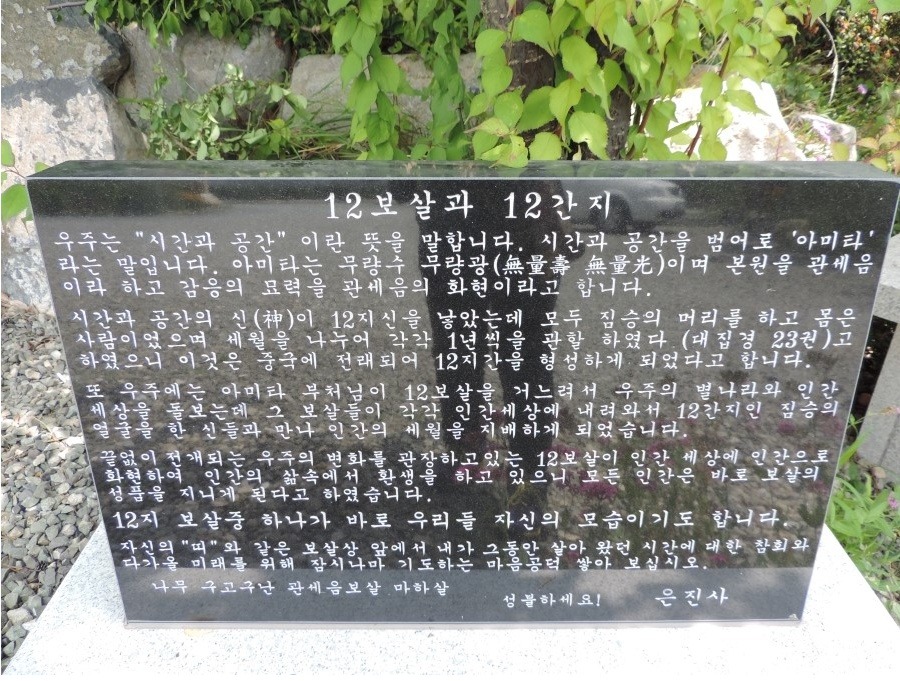 12보살과 12간지
우주는 "시간과 공간" 이란 뜻을 말합니다. 시간과 공간을 범어로 '아미타'
라는 말입니다. 아미타는 무량수 무량광(無量壽 無量光)이며 본원을 관세음
이라 하고 감응의 묘력을 관세음의 화현이라고 합니다.
시간과 공간의 신(神)이 12지신을 낳았는데 모두 짐승의 머리를 하고 몸은
사람이었으며 세월을 나누어 각각 1년씩을 관할 하였다 (대집경 23권)고
하였으니 이것은 중국에 전래되어 12지간을 형성하게 되었다고 합니다.
또 우주에는 아미타 부처님이 12보살을 거느려서 우주의 별나라와 인간
세상을 돌보는데 그 보살들이 각각 인간세상에 내려와서 12간지인 짐승의
얼굴을 한 신들과 만나 인간의 세월을 지배하게 되었습니다.
끝없이 전개되는 우주의 변화를 관장하고있는 12보살이 인간 세상에 인간으로
화현하여 인간의 삶속에서 환생을 하고 있으니 모든 인간은 바로 보살의
성품을 지니게 된다고 하였습니다.
12지 보살중 하나가 바로 우리들 자신의 모습이기도 합니다.
자신의 "띠"와 같은 보살상 앞에서 내가 그동안 살아 왔던 시간에 대한 참회와
다가올 미래를 위해 잠시나마 기도하는 마음공덕 쌓아 보십시오.
나무 구고구난 관세음보살 마하살
성불하세요! 은진사